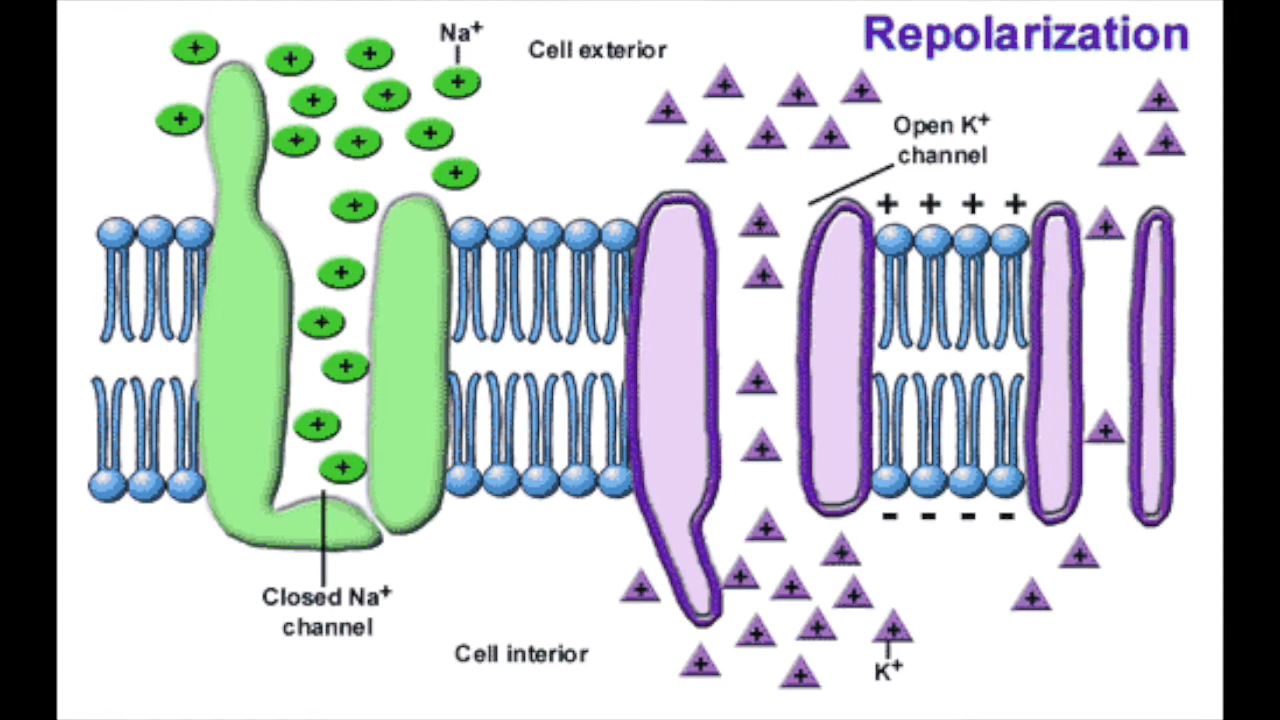 Repolarization
Na+
Cell exterior
Open K+
channel
+ + + +
- - - -
Closed Na+
channel
Cell interior
K+